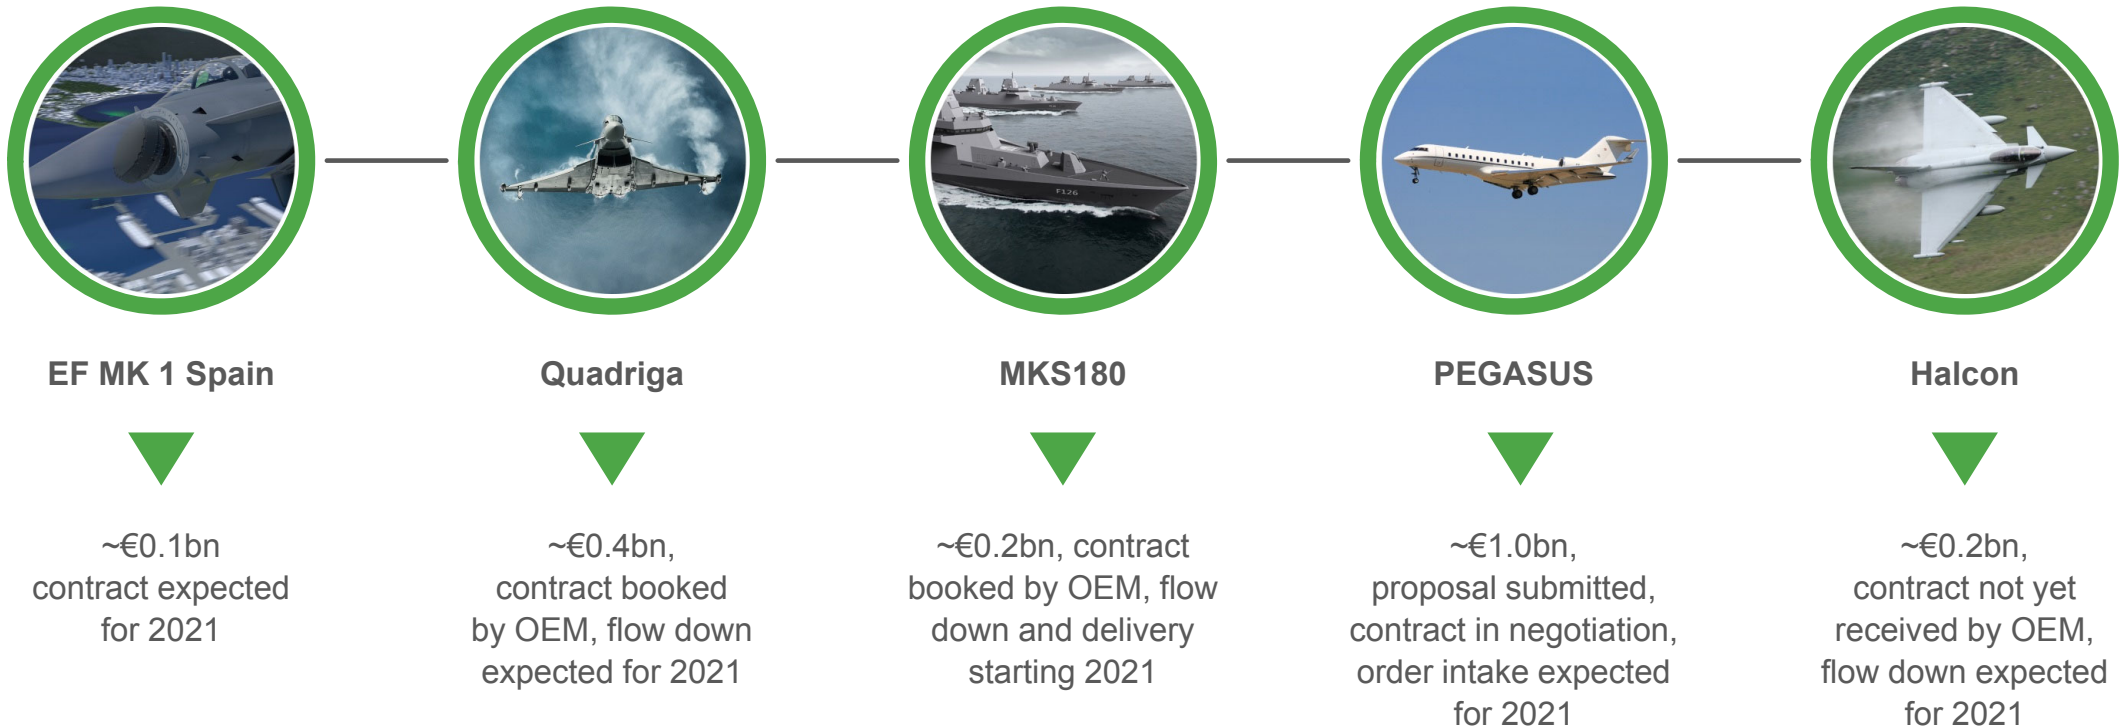 F126
EF MK 1 Spain
~€0.1bn
contract expected
for 2021
Quadriga
~€0.4bn,
contract booked
by OEM, flow down
expected for 2021
MKS180
~€0.2bn, contract
booked by OEM, flow
down and delivery
starting 2021
PEGASUS
~€1.0bn,
proposal submitted,
contract in negotiation,
order intake expected
for 2021
Halcon
~€0.2bn,
contract not yet
received by OEM,
flow down expected
for 2021